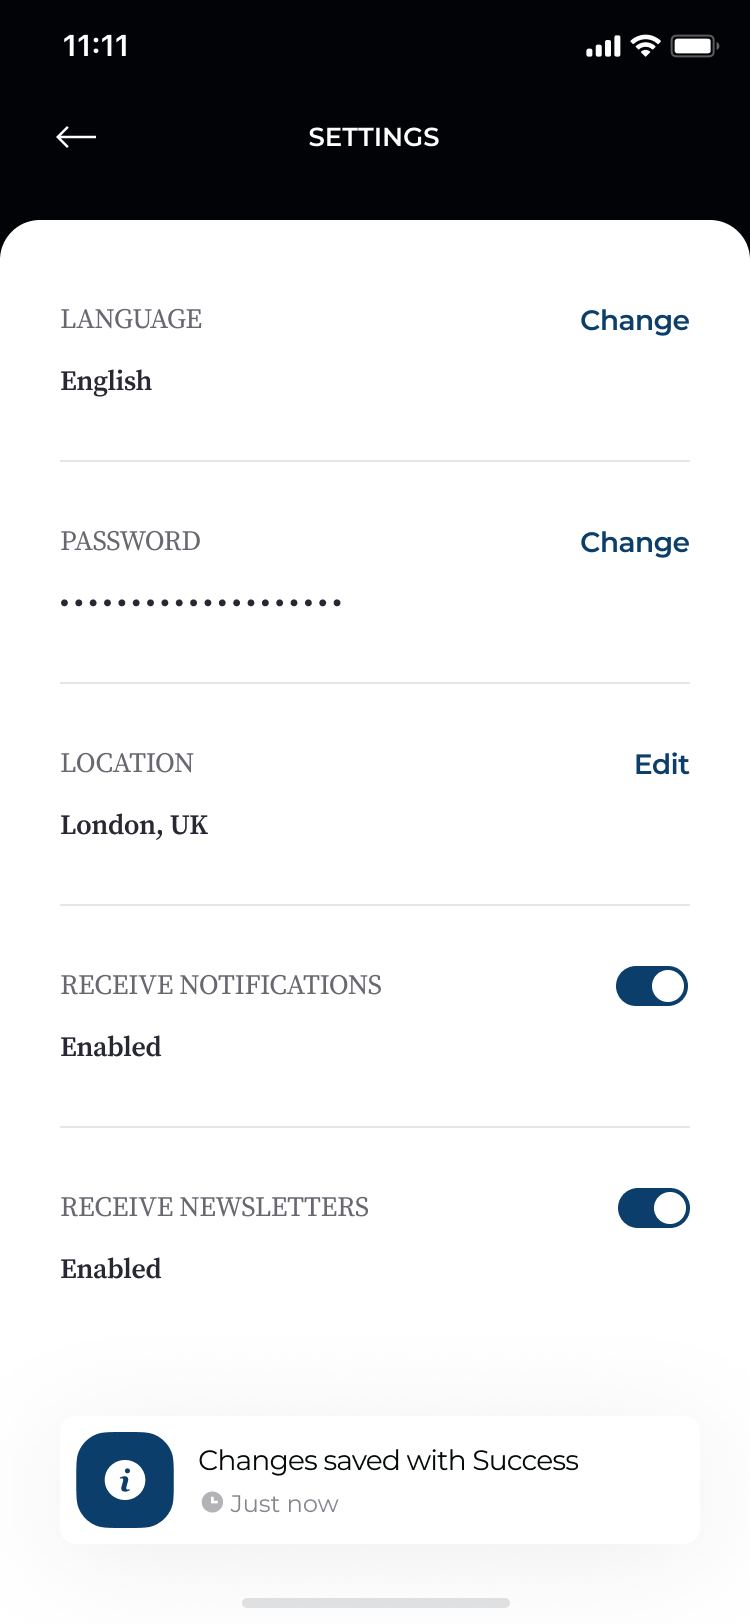 11:11
SETTINGS
LANGUAGE
Change
English
PASSWORD
Change
••••••••••••••••••••
LOCATION
Edit
London, UK
RECEIVE NOTIFICATIONS
Enabled
RECEIVE NEWSLETTERS
Enabled
i
Changes saved with Success
Just now